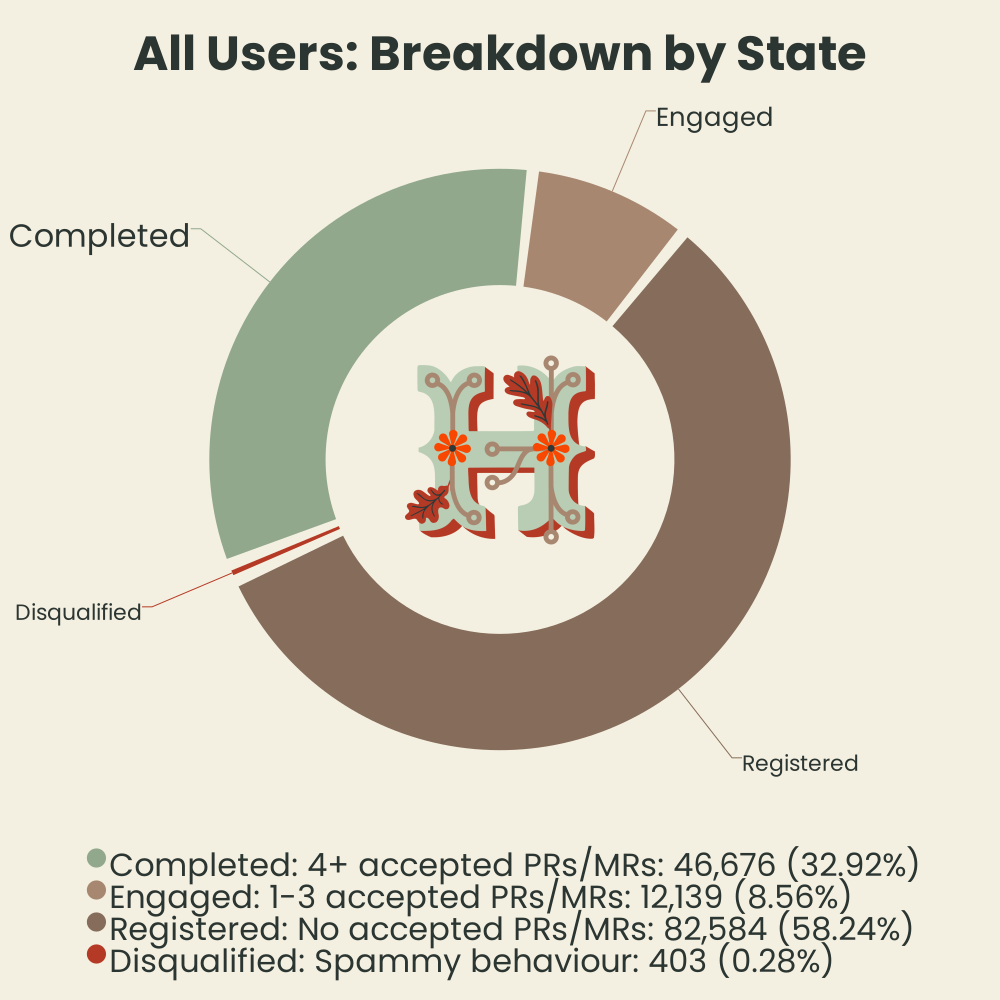 All Users: Breakdown by State
Engaged
Completed
Disqualified
Registered
Completed: 4+ accepted PRs/MRs: 46,676 (32.92%)
Engaged: 1-3 accepted PRs/MRs: 12,139 (8.56%)
Registered: No accepted PRs/MRs: 82,584 (58.24%)
Disqualified: Spammy behaviour: 403 (0.28%)